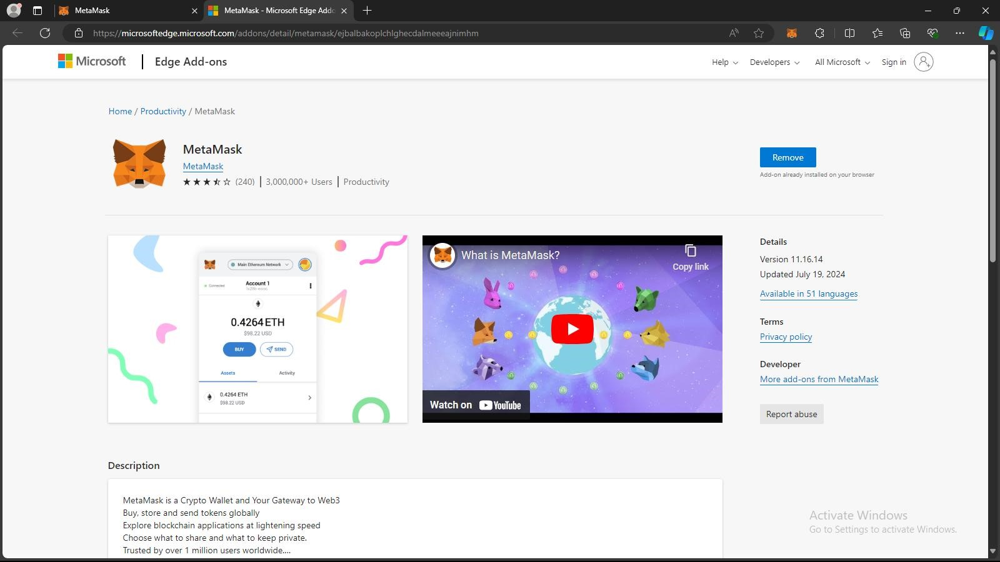 MetaMask
MetaMask - Microsoft Edge Addo
https://microsoftedge.microsoft.com/addons/detail/metamask/ejbalbakoplchlghecdalmeeeajnimhm
Microsoft
Edge Add-ons
Help
Developers
All Microsoft
Sign in
Home / Productivity / MetaMask
MetaMask
MetaMask
(240)
3,000,000+ Users
Productivity
Remove
Add-on already installed on your browser
Main Ethereum Network
Connected
Account 1
0.4264 ETH
$98.22 USD
BUY
SEND
Assets
Activity
0.4264 ETH
$98.22 USD
What is MetaMask?
Copy link
Watch on YouTube
Details
Version 11.16.14
Updated July 19, 2024
Available in 51 languages
Terms
Privacy policy
Developer
More add-ons from MetaMask
Report abuse
Description
MetaMask is a Crypto Wallet and Your Gateway to Web3
Buy, store and send tokens globally
Explore blockchain applications at lightening speed
Choose what to share and what to keep private.
Trusted by over 1 million users worldwide....
Activate Windows
Go to Settings to activate Windows.